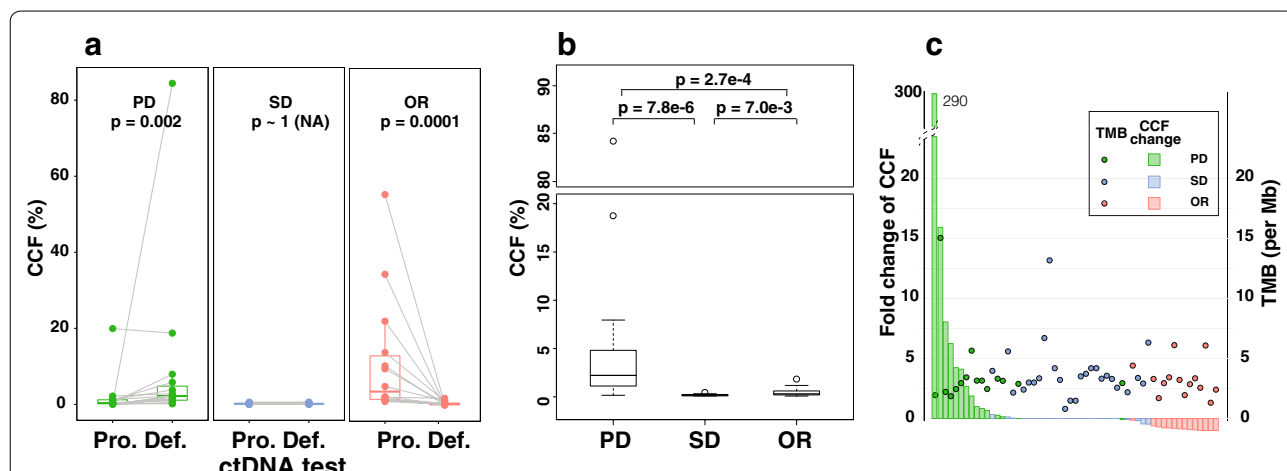 a
PD
p = 0.002
SD
p ~ 1 (NA)
OR
p = 0.0001
80
60
40
20
0
CCF (%)
Pro. Def.
Pro. Def.
Pro. Def.
ctDNA test
b
p = 2.7e-4
p = 7.8e-6
p = 7.0e-3
90
85
80
20
15
10
5
0
CCF (%)
PD
SD
OR
c
300
290
20
15
10
5
0
Fold change of CCF
TMB
CCF
change
PD
SD
OR
20
15
10
5
0
TMB (per Mb)